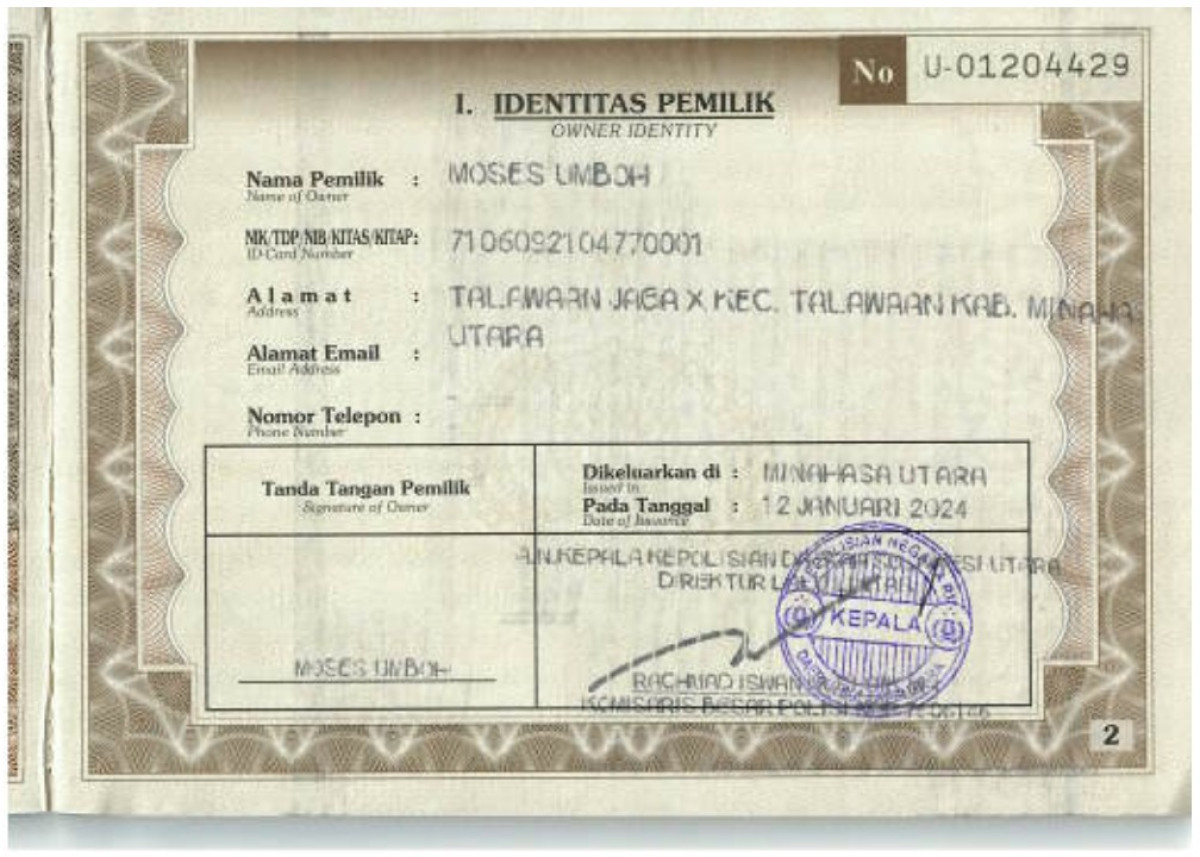 No U-01204429
I. IDENTITAS PEMILIK
OWNER IDENTITY
Nama Pemilik : MOSES UMBOH
Name of Owner
NIK/TDP/NIB/KITAS/KITAP: 7106092104770001
ID-Card Number
Alamat : TALAWAAN JAGA X KEC. TALAWAAN KAB. MINAHAS
Address
UTARA
Alamat Email :
Email Address
Nomor Telepon : -
Phone Number
Tanda Tangan Pemilik
Signature of Owner
Dikeluarkan di : MINAHASA UTARA
Issued in
Pada Tanggal : 12 JANUARI 2024
Date of Issuance
A.N.KEPALA KEPOLISIAN UTARA
DIREKTUR
KEPALA
MOSES UMBOH
RACHMAD ISWAN
KOMISARIS BESAR POLISI
2